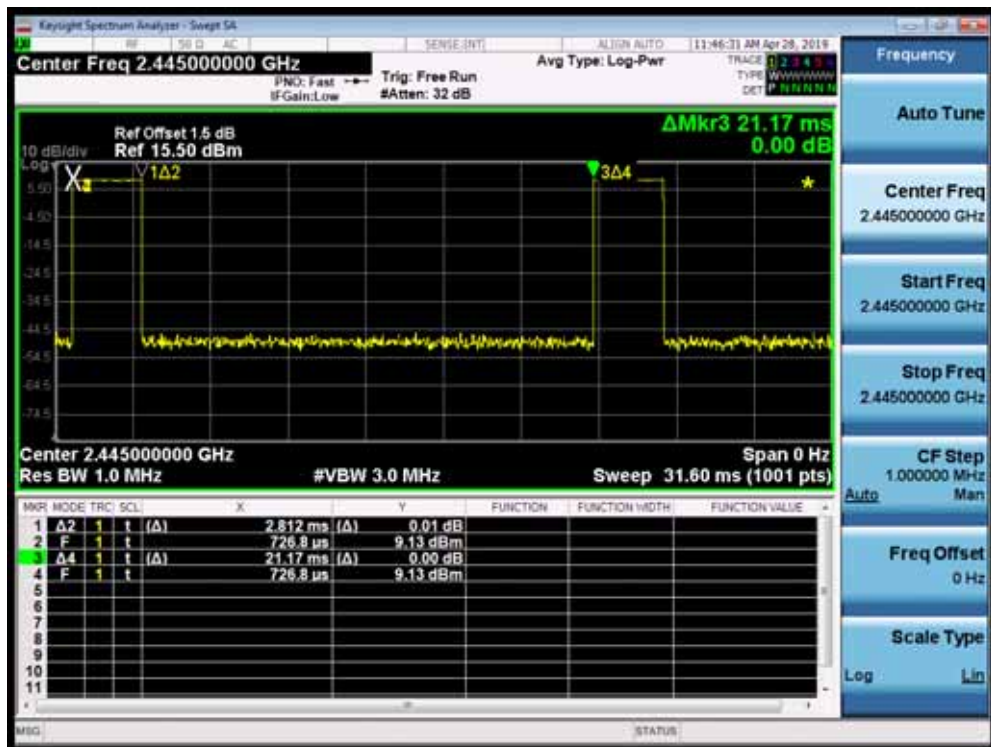 Keysight Spectrum Analyzer - Swept SA
RF 50 Ω AC SENSE:INT ALIGN AUTO 11:46:31 AM Apr 28, 2019
Center Freq 2.445000000 GHz
Avg Type: Log-Pwr
TRACE 1 2 3 4 5
PNO: Fast
Trig: Free Run
TYPE W
IFGain:Low
#Atten: 32 dB
DET P N N N N N
Frequency
Auto Tune
Center Freq
2.445000000 GHz
Start Freq
2.445000000 GHz
Stop Freq
2.445000000 GHz
CF Step
1.000000 MHz
Auto Man
Freq Offset
0 Hz
Scale Type
Log Lin
ΔMkr3 21.17 ms
0.00 dB
Ref Offset 1.5 dB
10 dB/div Ref 15.50 dBm
Log
1Δ2
3Δ4
5.50
-4.50
-14.5
-24.5
-34.5
-44.5
-54.5
-64.5
-74.5
Center 2.445000000 GHz Span 0 Hz
Res BW 1.0 MHz #VBW 3.0 MHz Sweep 31.60 ms (1001 pts)
MKR MODE TRC SCL X Y FUNCTION FUNCTION WIDTH FUNCTION VALUE
1 Δ2 1 t (Δ) 2.812 ms (Δ) 0.01 dB
2 F 1 t 726.8 µs 9.13 dBm
3 Δ4 1 t (Δ) 21.17 ms (Δ) 0.00 dB
4 F 1 t 726.8 µs 9.13 dBm
5
6
7
8
9
10
11
MSG STATUS